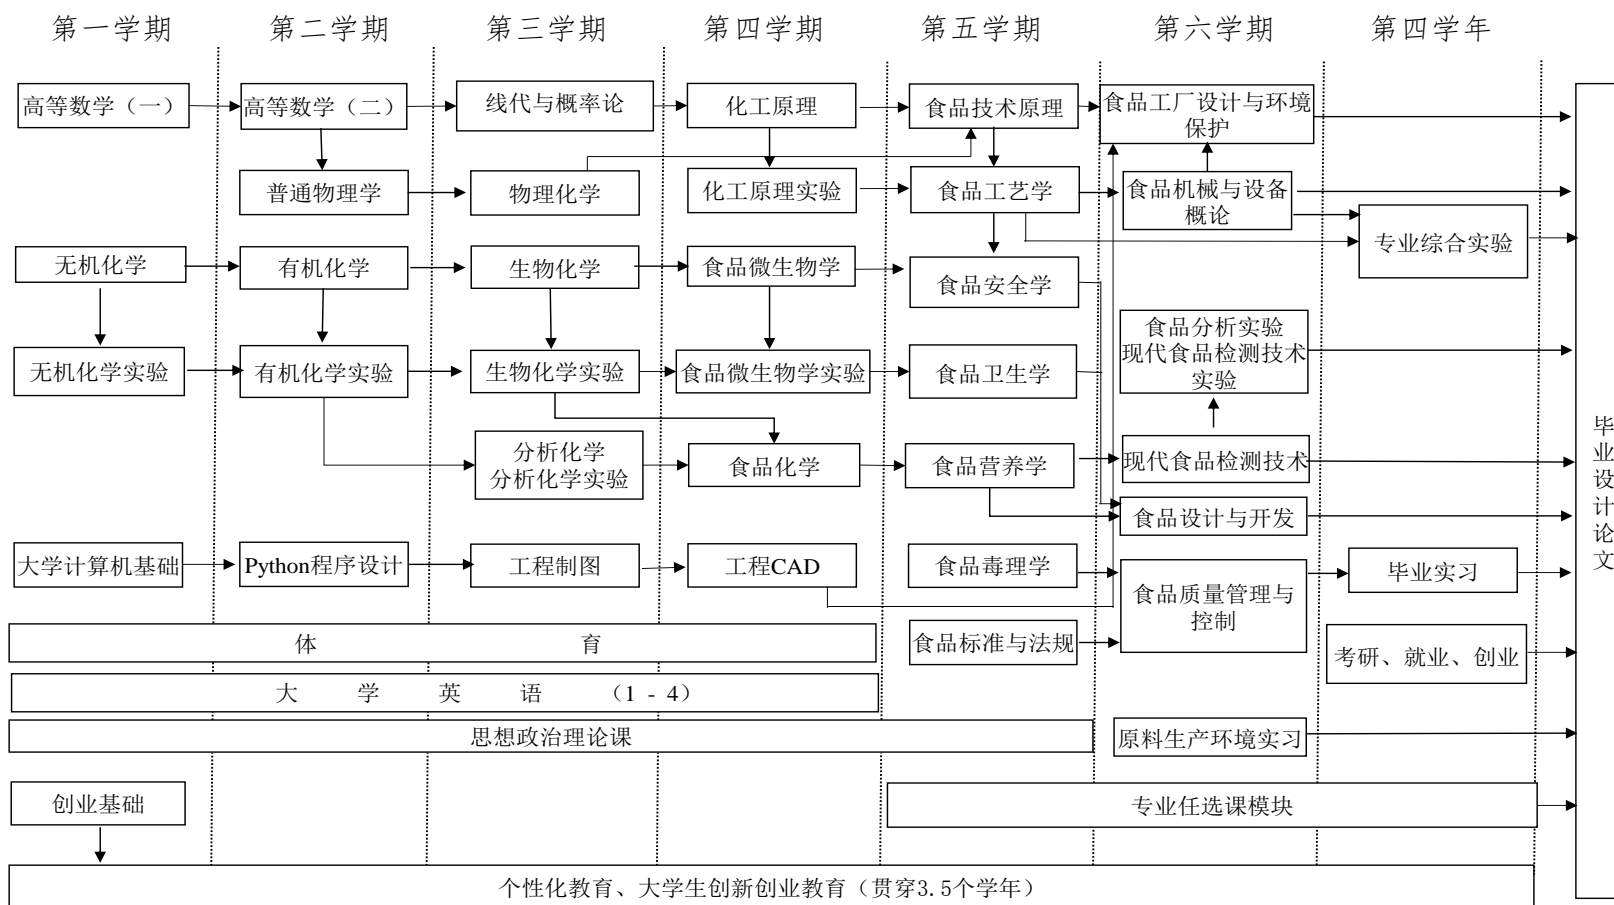 第一学期
第二学期
第三学期
第四学期
第五学期
第六学期
第四学年
高等数学（一）
高等数学（二）
线代与概率论
化工原理
食品技术原理
食品工厂设计与环境
保护
普通物理学
物理化学
化工原理实验
食品工艺学
食品机械与设备
概论
专业综合实验
无机化学
有机化学
生物化学
食品微生物学
食品安全学
食品分析实验
现代食品检测技术
实验
无机化学实验
有机化学实验
生物化学实验
食品微生物学实验
食品卫生学
分析化学
分析化学实验
食品化学
食品营养学
现代食品检测技术
食品设计与开发
大学计算机基础
Python程序设计
工程制图
工程CAD
食品毒理学
食品质量管理与
控制
毕业实习
体 育
食品标准与法规
考研、就业、创业
大 学 英 语 （1 - 4）
思想政治理论课
原料生产环境实习
创业基础
专业任选课模块
个性化教育、大学生创新创业教育（贯穿3.5个学年）
毕业设计论文